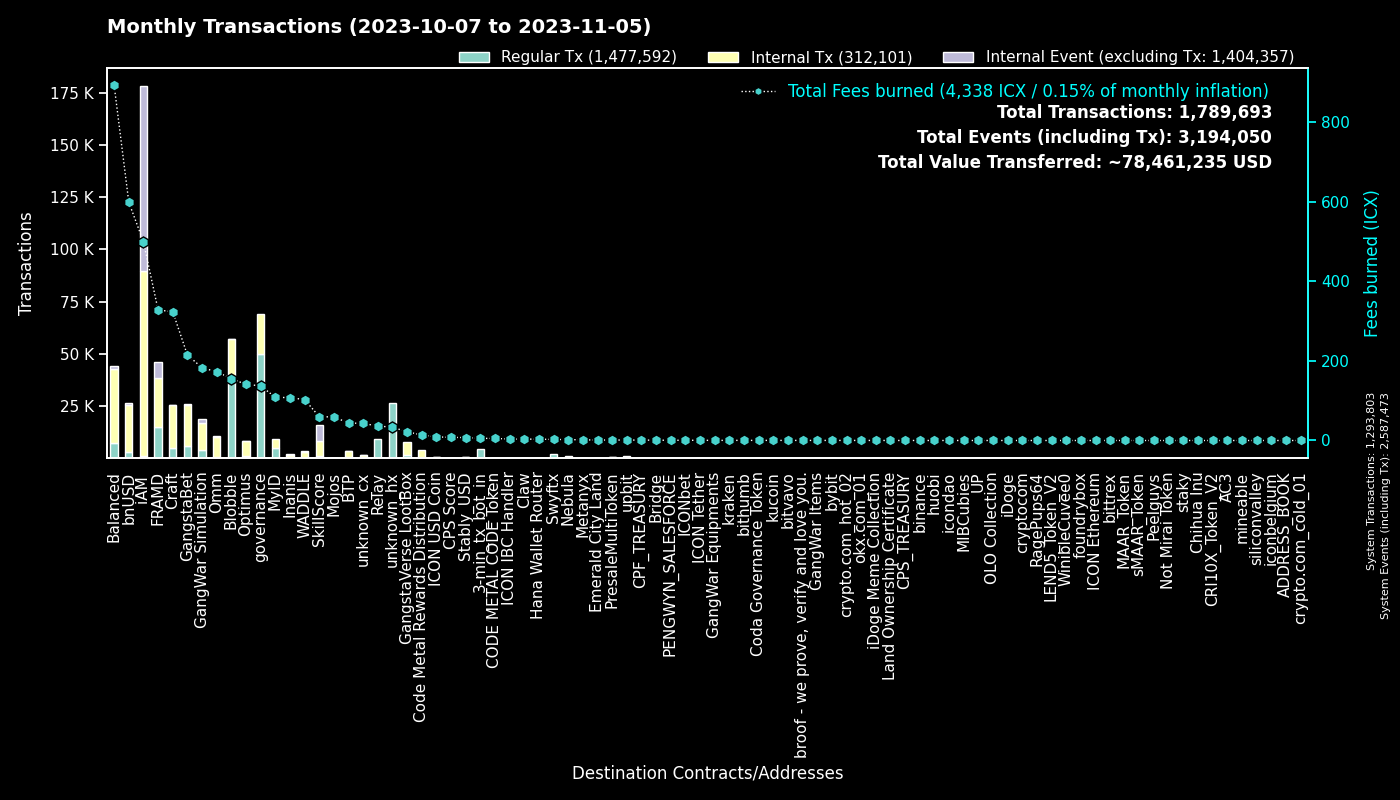 Monthly Transactions (2023-10-07 to 2023-11-05)
Regular Tx (1,477,592)
Internal Tx (312,101)
Internal Event (excluding Tx: 1,404,357)
Total Fees burned (4,338 ICX / 0.15% of monthly inflation)
Total Transactions: 1,789,693
Total Events (including Tx): 3,194,050
Total Value Transferred: ~78,461,235 USD
Transactions
175 K
150 K
125 K
100 K
75 K
50 K
25 K
800
600
400
200
0
Fees burned (ICX)
System Transactions: 1,293,803
System Events (including Tx): 2,587,473
Balanced
bnUSD
iAM
FRAMD
Craft
GangstaBet
GangWar Simulation
Omm
Blobble
Optimus
governance
MyID
Inanis
WADDLE
SkillScore
Mojos
BTP
unknown_cx
ReTay
unknown_hx
GangstaVerse LootBox
Code Metal Rewards Distribution
ICON USD Coin
CPS Score
Stably_USD
3-min_tx_bot_in
CODE METAL CODE Token
ICON IBC Handler
Claw
Hana Wallet Router
Swyftx
Nebula
Metanyx
Emerald City Land
PresaleMultiToken
upbit
CPF_TREASURY
Bridge
PENGWYN_SALESFORCE
ICONbet
ICON Tether
GangWar Equipments
kraken
bithumb
Coda Governance Token
kucoin
bitvavo
broof - we prove, verify and love you.
GangWar Items
bybit
crypto.com_hot_02
okx.com_01
iDoge Meme Collection
Land Ownership Certificate
CPS_TREASURY
binance
huobi
icondao
MIBCubies
UP
OLO Collection
iDoge
cryptocom
RagePups64
LENDS_Token_V2
WinbleCuvee0
foundrybox
ICON Ethereum
bittrex
MAAR_Token
sMAAR_Token
Peelguys
Not Mirai Token
staky
Chihua Inu
CRI10X_Token_V2
AC3
mineable
siliconvalley
iconbelgium
ADDRESS_BOOK
crypto.com_cold_01
Destination Contracts/Addresses